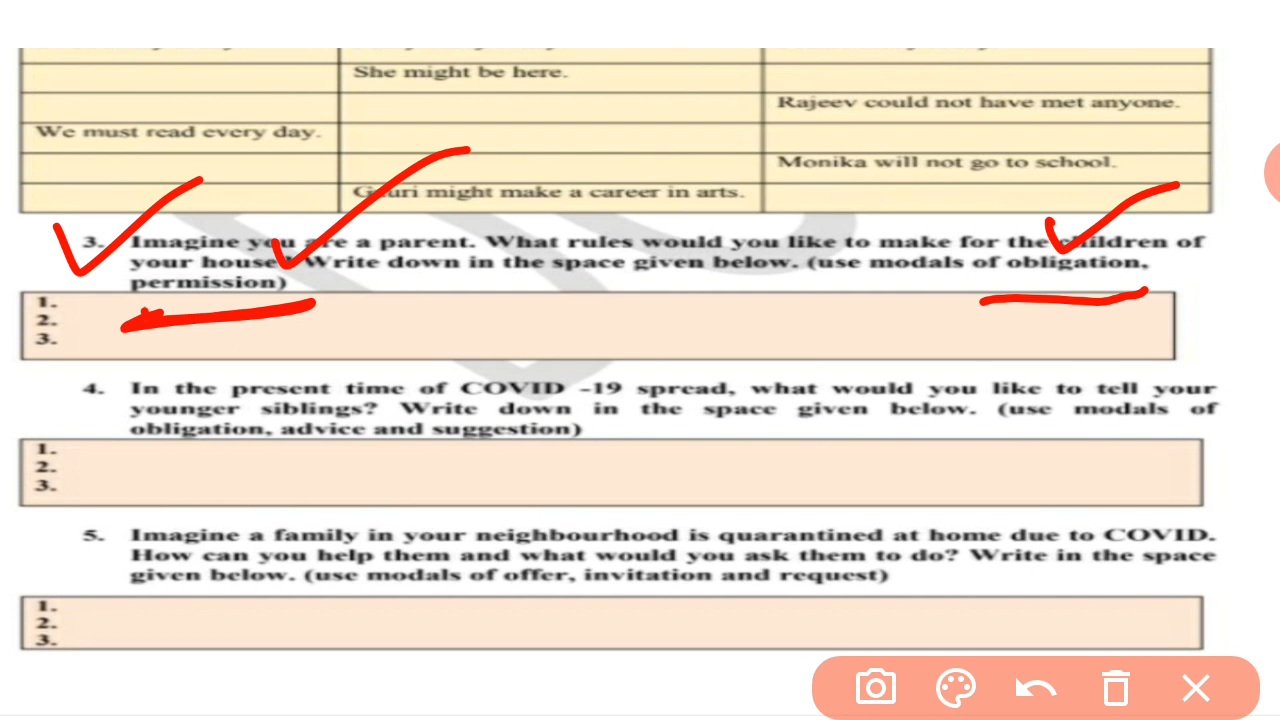 She might be here.
Rajeev could not have met anyone.
We must read every day.
Monika will not go to school.
Gauri might make a career in arts.
3. Imagine you are a parent. What rules would you like to make for the children of
your house? Write down in the space given below. (use modals of obligation,
permission)
1.
2.
3.
4. In the present time of COVID -19 spread, what would you like to tell your
younger siblings? Write down in the space given below. (use modals of
obligation, advice and suggestion)
1.
2.
3.
5. Imagine a family in your neighbourhood is quarantined at home due to COVID.
How can you help them and what would you ask them to do? Write in the space
given below. (use modals of offer, invitation and request)
1.
2.
3.